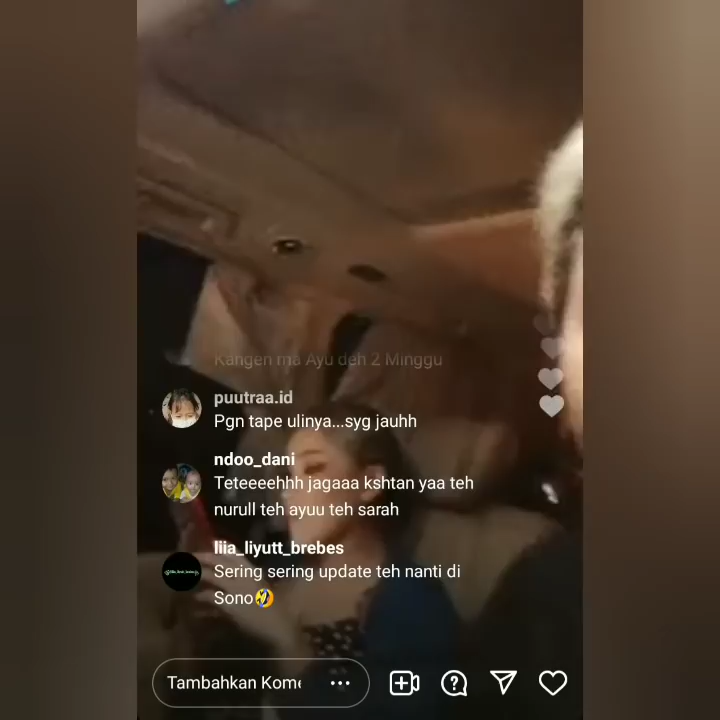 Kangen ma Ayu deh 2 Minggu
puutraa.id
Pgn tape ulinya...syg jauhh
ndoo_dani
Teteeeehhh jagaaa kshtan yaa teh
nurull teh ayuu teh sarah
liia_liyutt_brebes
Sering sering update teh nanti di
Sono🤣
Tambahkan Kome